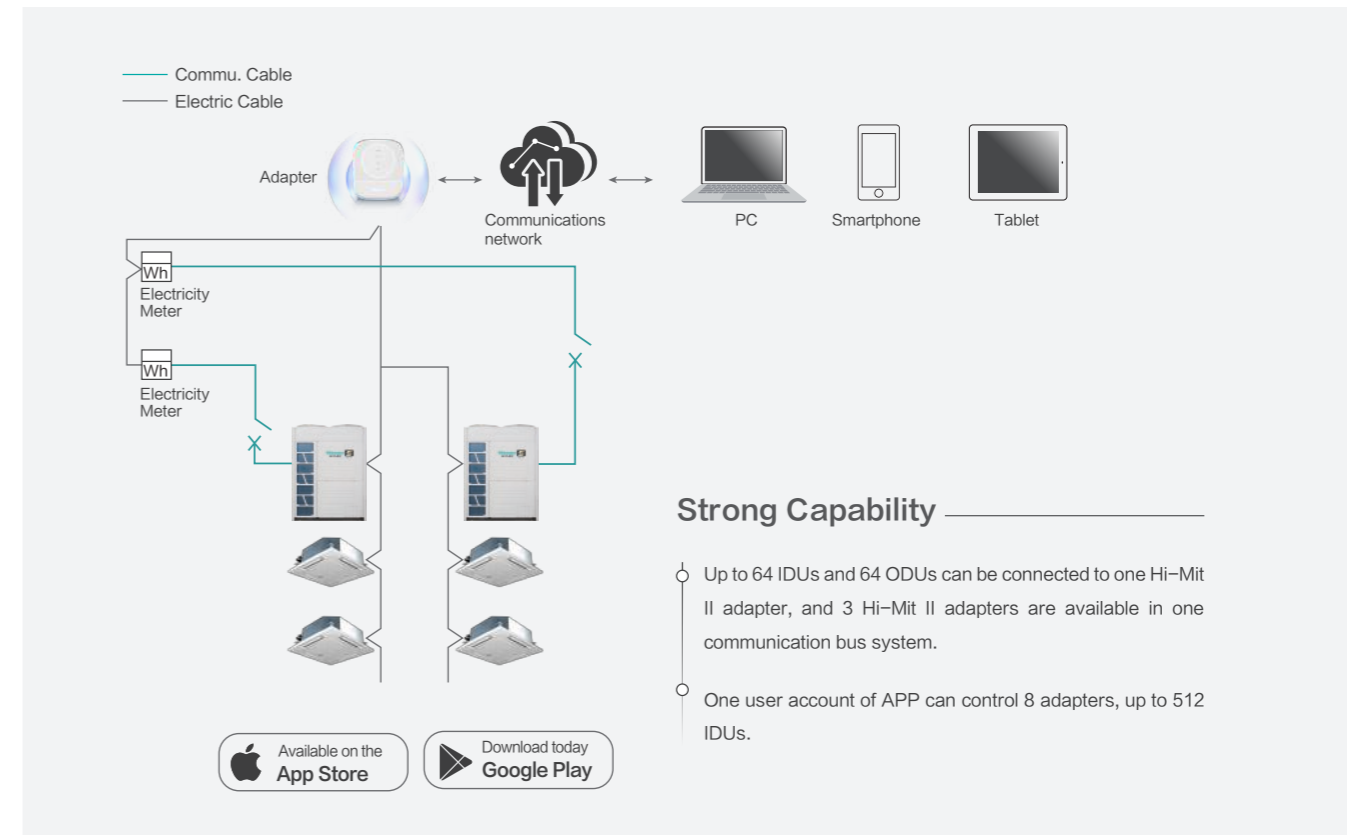 Commu. Cable
Electric Cable
Adapter
Communications
network
PC
Smartphone
Tablet
Wh
Electricity
Meter
Wh
Electricity
Meter
Strong Capability
Up to 64 IDUs and 64 ODUs can be connected to one Hi-Mit
II adapter, and 3 Hi-Mit II adapters are available in one
communication bus system.
One user account of APP can control 8 adapters, up to 512
IDUs.
Available on the
App Store
Download today
Google Play